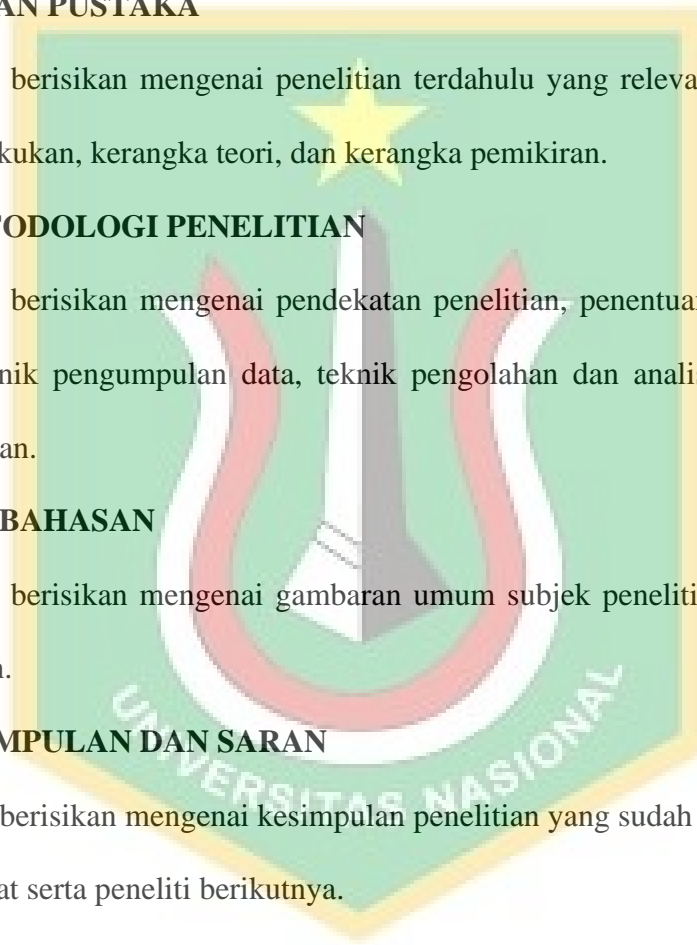 AN PUSTAKA
berisikan mengenai penelitian terdahulu yang releva
kukan, kerangka teori, dan kerangka pemikiran.
TODOLOGI PENELITIAN
berisikan mengenai pendekatan penelitian, penentua
nik pengumpulan data, teknik pengolahan dan anali
an.
BAHASAN
berisikan mengenai gambaran umum subjek peneliti
n.
MPULAN DAN SARAN
berisikan mengenai kesimpulan penelitian yang sudah
at serta peneliti berikutnya.
UNIVERSITAS NASIONAL